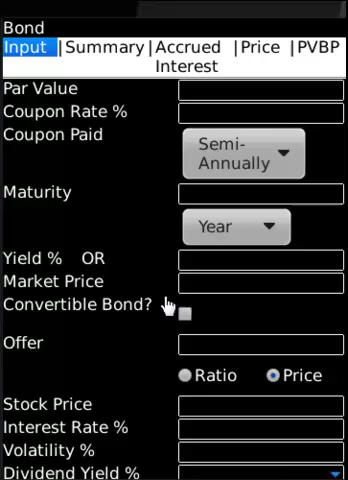 Bond
Input |Summary|Accrued Interest |Price |PVBP
Par Value
Coupon Rate %
Coupon Paid Semi-Annually
Maturity
Year
Yield % OR
Market Price
Convertible Bond?
Offer
Ratio Price
Stock Price
Interest Rate %
Volatility %
Dividend Yield %